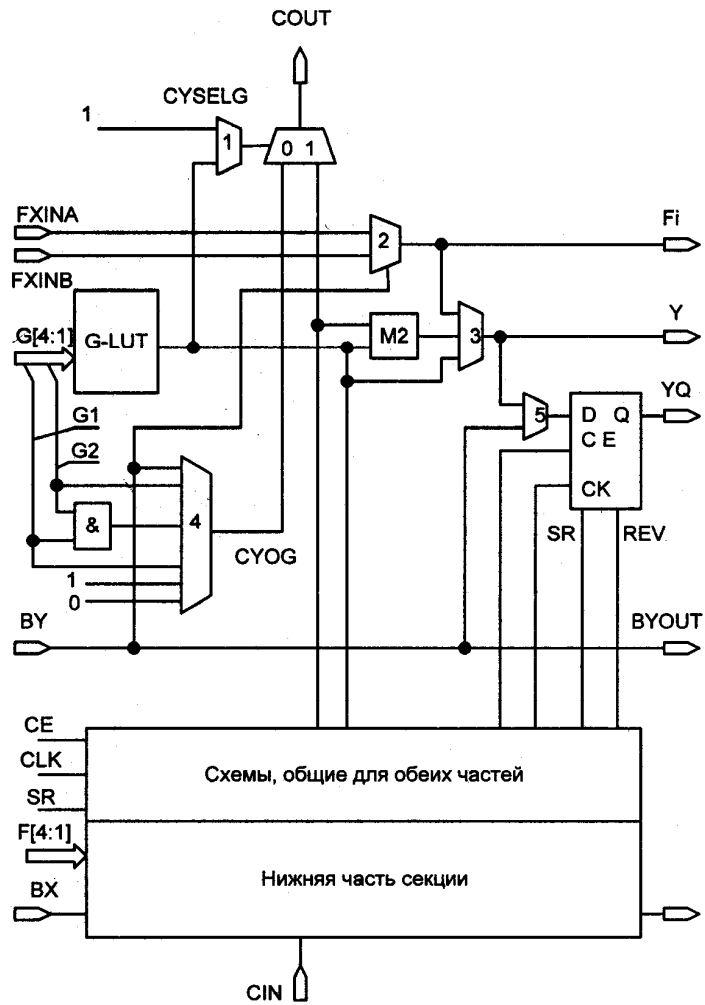 COUT
CYSELG
1
1
0 1
FXINA
2
Fi
FXINB
G[4:1]
G-LUT
M2
3
Y
G1
G2
5
D Q
YQ
CE
CK
&
4
CYOG
SR
REV
1
0
BY
BYOUT
CE
CLK
SR
Схемы, общие для обеих частей
F[4:1]
Нижняя часть секции
BX
CIN